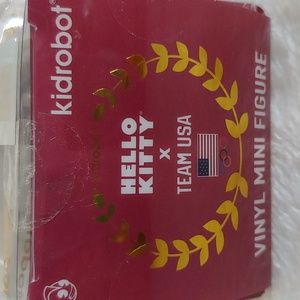 kidrobot®
HELLO
KITTY
X
TEAM USA
VINYL MINI FIGURE